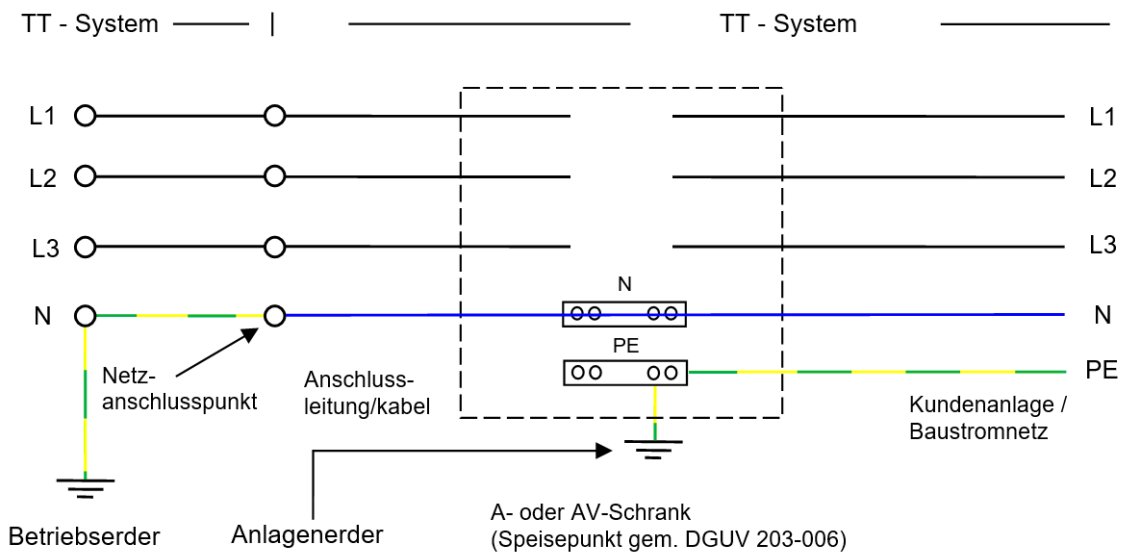 TT - System
TT - System
L1
L1
L2
L2
L3
L3
N
N
N
PE
PE
Netz-
anschlusspunkt
Anschluss-
leitung/kabel
Kundenanlage /
Baustromnetz
Betriebserder
Anlagenerder
A- oder AV-Schrank
(Speisepunkt gem. DGUV 203-006)